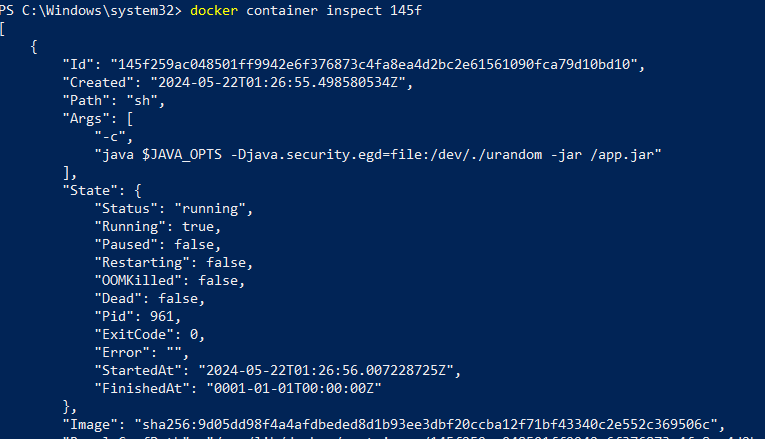 PS C:\Windows\system32> docker container inspect 145f
[
    {
        "Id": "145f259ac048501ff9942e6f376873c4fa8ea4d2bc2e61561090fca79d10bd10",
        "Created": "2024-05-22T01:26:55.498580534Z",
        "Path": "sh",
        "Args": [
            "-c",
            "java $JAVA_OPTS -Djava.security.egd=file:/dev/./urandom -jar /app.jar"
        ],
        "State": {
            "Status": "running",
            "Running": true,
            "Paused": false,
            "Restarting": false,
            "OOMKilled": false,
            "Dead": false,
            "Pid": 961,
            "ExitCode": 0,
            "Error": "",
            "StartedAt": "2024-05-22T01:26:56.007228725Z",
            "FinishedAt": "0001-01-01T00:00:00Z"
        },
        "Image": "sha256:9d05dd98f4a4afdbeded8d1b93ee3dbf20ccba12f71bf43340c2e552c369506c",